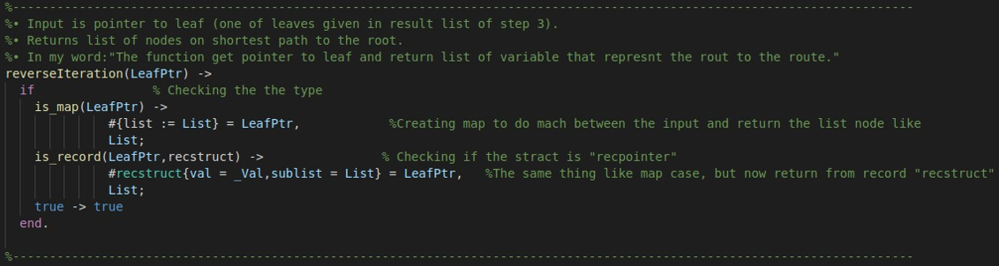 %---------------------------------------------------------------------------------------------------------------------------
%• Input is pointer to leaf (one of leaves given in result list of step 3).
%• Returns list of nodes on shortest path to the root.
%• In my word:"The function get pointer to leaf and return list of variable that represnt the rout to the route."
reverseIteration(LeafPtr) ->
  if                % Checking the the type
    is_map(LeafPtr) ->
              #{list := List} = LeafPtr,            %Creating map to do mach between the input and return the list node like
              List;
    is_record(LeafPtr,recstruct) ->                % Checking if the stract is "recpointer"
              #recstruct{val = _Val,sublist = List} = LeafPtr,   %The same thing like map case, but now return from record "recstruct"
              List;
    true -> true
  end.
%---------------------------------------------------------------------------------------------------------------------------